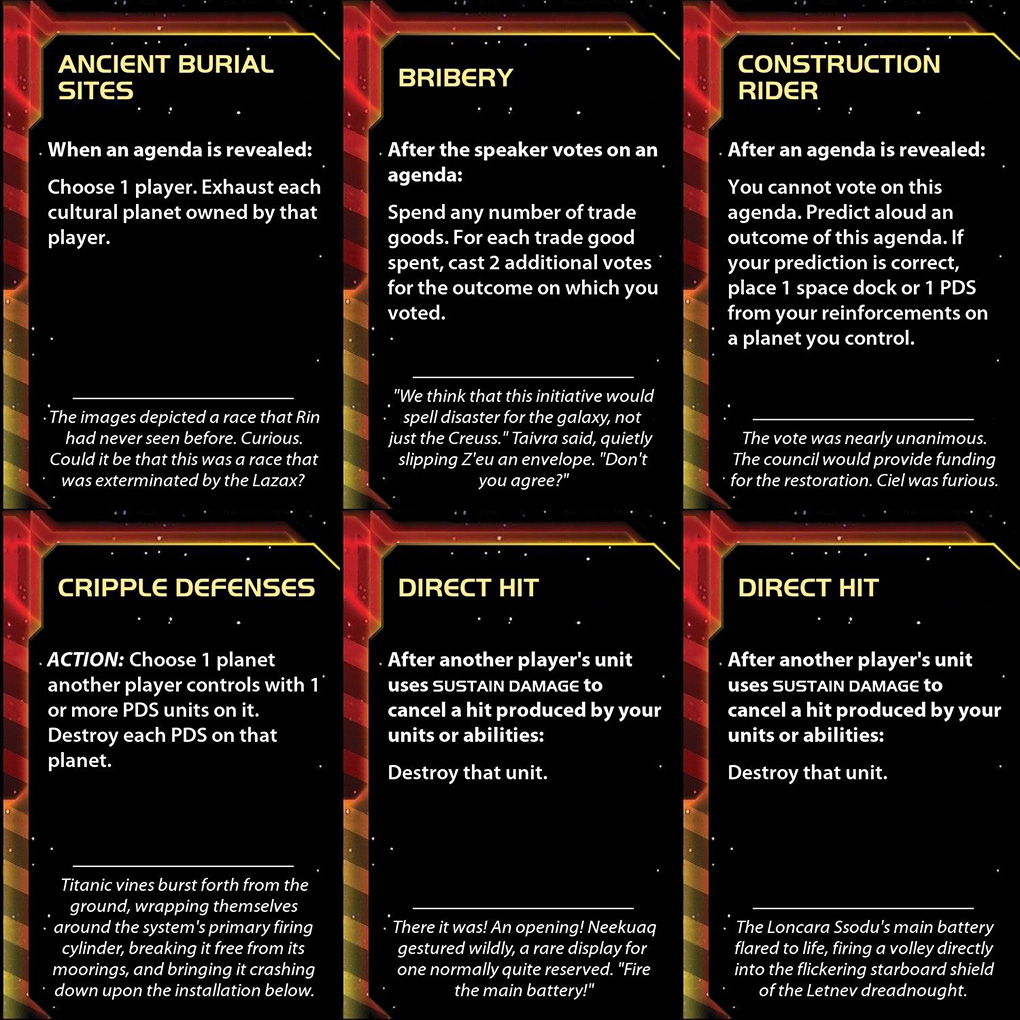 ANCIENT BURIAL
SITES
When an agenda is revealed:
Choose 1 player. Exhaust each
cultural planet owned by that
player.
The images depicted a race that Rin
had never seen before. Curious.
Could it be that this was a race that
was exterminated by the Lazax?
BRIBERY
After the speaker votes on an
agenda:
Spend any number of trade
goods. For each trade good
spent, cast 2 additional votes
for the outcome on which you
voted.
"We think that this initiative would
spell disaster for the galaxy, not
just the Creuss." Taivra said, quietly
slipping Z'eu an envelope. "Don't
you agree?"
CONSTRUCTION
RIDER
After an agenda is revealed:
You cannot vote on this
agenda. Predict aloud an
outcome of this agenda. If
your prediction is correct,
place 1 space dock or 1 PDS
from your reinforcements on
a planet you control.
The vote was nearly unanimous.
The council would provide funding
for the restoration. Ciel was furious.
CRIPPLE DEFENSES
ACTION: Choose 1 planet
another player controls with 1
or more PDS units on it.
Destroy each PDS on that
planet.
Titanic vines burst forth from the
ground, wrapping themselves
around the system's primary firing
cylinder, breaking it free from its
moorings, and bringing it crashing
down upon the installation below.
DIRECT HIT
After another player's unit
uses SUSTAIN DAMAGE to
cancel a hit produced by your
units or abilities:
Destroy that unit.
There it was! An opening! Neekuaq
gestured wildly, a rare display for
one normally quite reserved. "Fire
the main battery!"
DIRECT HIT
After another player's unit
uses SUSTAIN DAMAGE to
cancel a hit produced by your
units or abilities:
Destroy that unit.
The Loncara Ssodu's main battery
flared to life, firing a volley directly
into the flickering starboard shield
of the Letnev dreadnought.